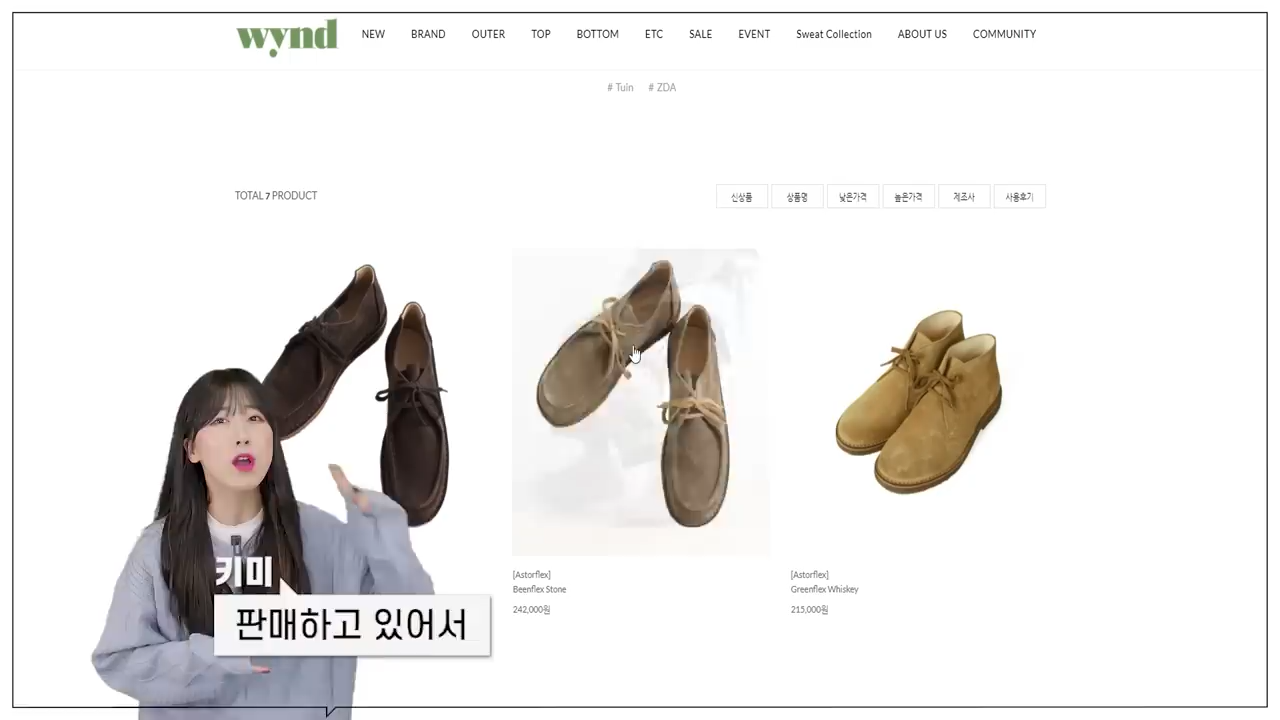 wynd
NEW BRAND OUTER TOP BOTTOM ETC SALE EVENT Sweat Collection ABOUT US COMMUNITY
# Tuin # ZDA
TOTAL 7 PRODUCT
신상품 상품명 낮은가격 높은가격 제조사 사용후기
[Astorflex]
Beenflex Stone
242,000원
[Astorflex]
Greenflex Whiskey
215,000원
키미
판매하고 있어서